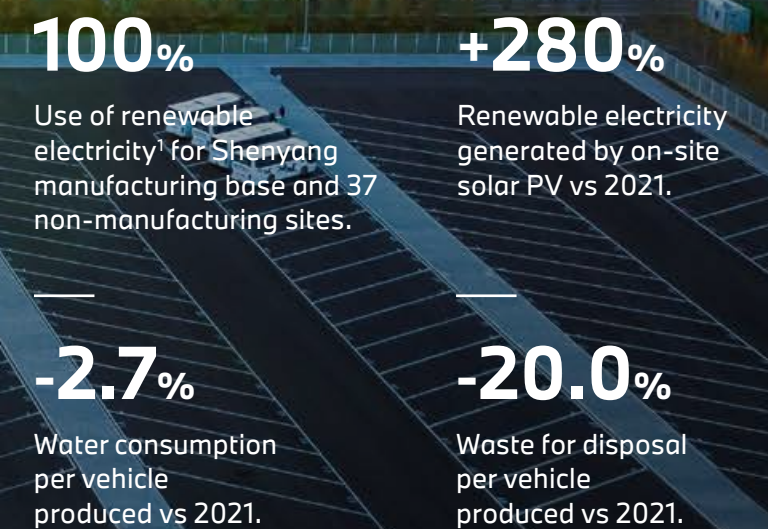 100%
Use of renewable
electricity¹ for Shenyang
manufacturing base and 37
non-manufacturing sites.
+280%
Renewable electricity
generated by on-site
solar PV vs 2021.
-2.7%
Water consumption
per vehicle
produced vs 2021.
-20.0%
Waste for disposal
per vehicle
produced vs 2021.